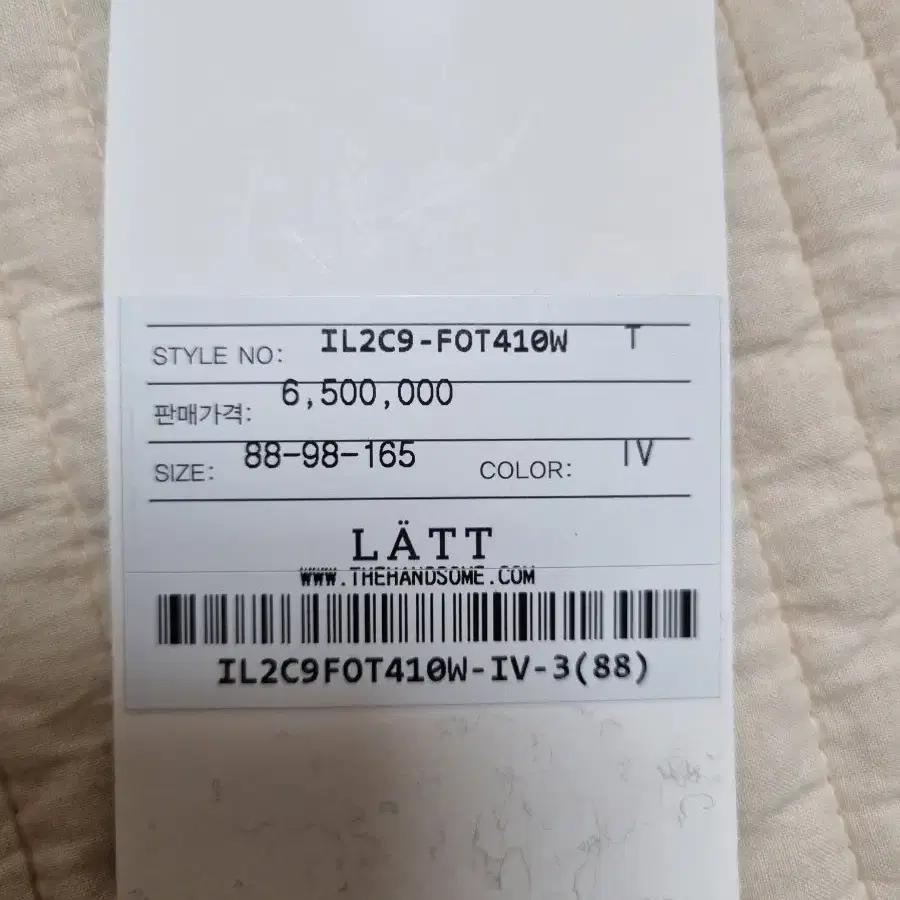 STYLE NO: IL2C9-FOT410W T
판매가격: 6,500,000
SIZE: 88-98-165 COLOR: IV
LÄTT
WWW.THEHANDSOME.COM
IL2C9FOT410W-IV-3(88)